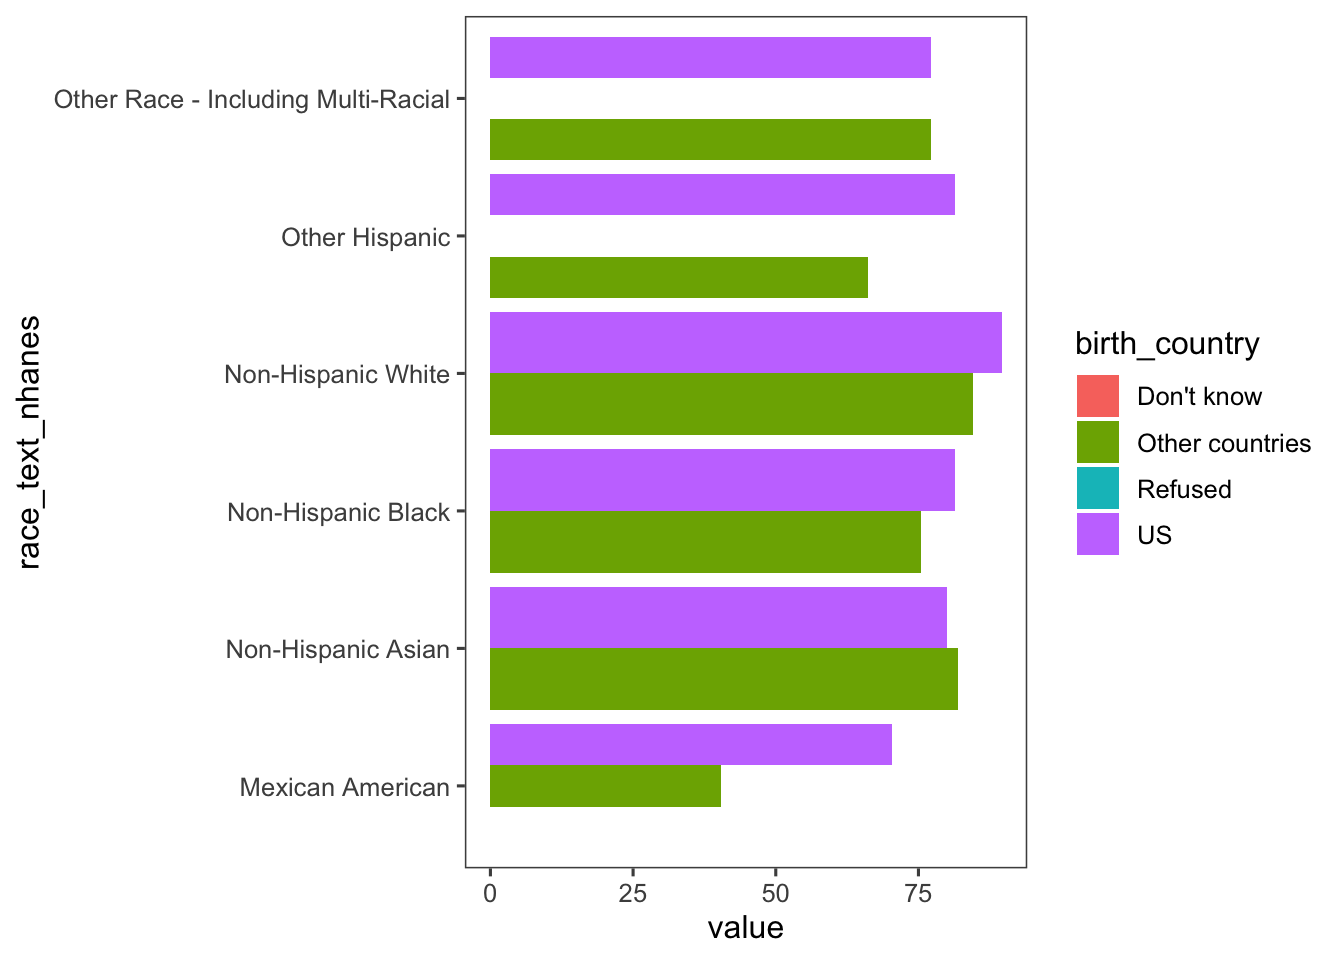 race_text_nhanes
Other Race - Including Multi-Racial
Other Hispanic
Non-Hispanic White
Non-Hispanic Black
Non-Hispanic Asian
Mexican American
0 25 50 75
value
birth_country
Don't know
Other countries
Refused
US